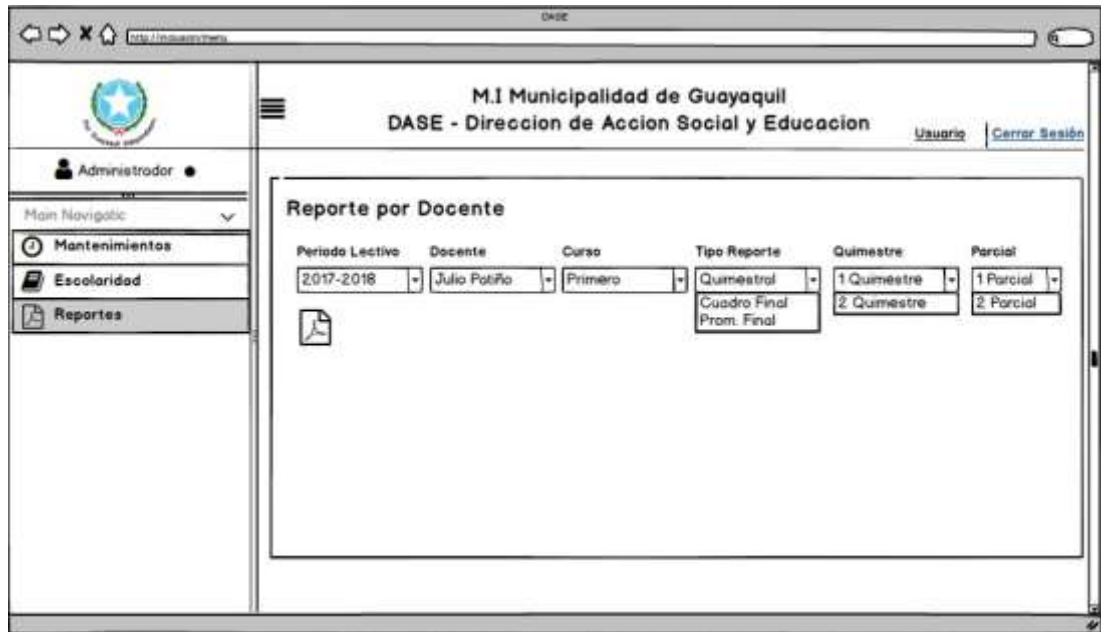 DASE
M.I Municipalidad de Guayaquil
DASE - Direccion de Accion Social y Educacion
Usuario
Cerrar Sesión
Administrador
Main Navigatic
Mantenimientos
Escolaridad
Reportes
Reporte por Docente
Periodo Lectivo Docente Curso Tipo Reporte Quimestre Parcial
2017-2018 Julio Patiño Primero Quimestral 1 Quimestre 1 Parcial
Cuadro Final 2 Quimestre 2 Parcial
Prom. Final